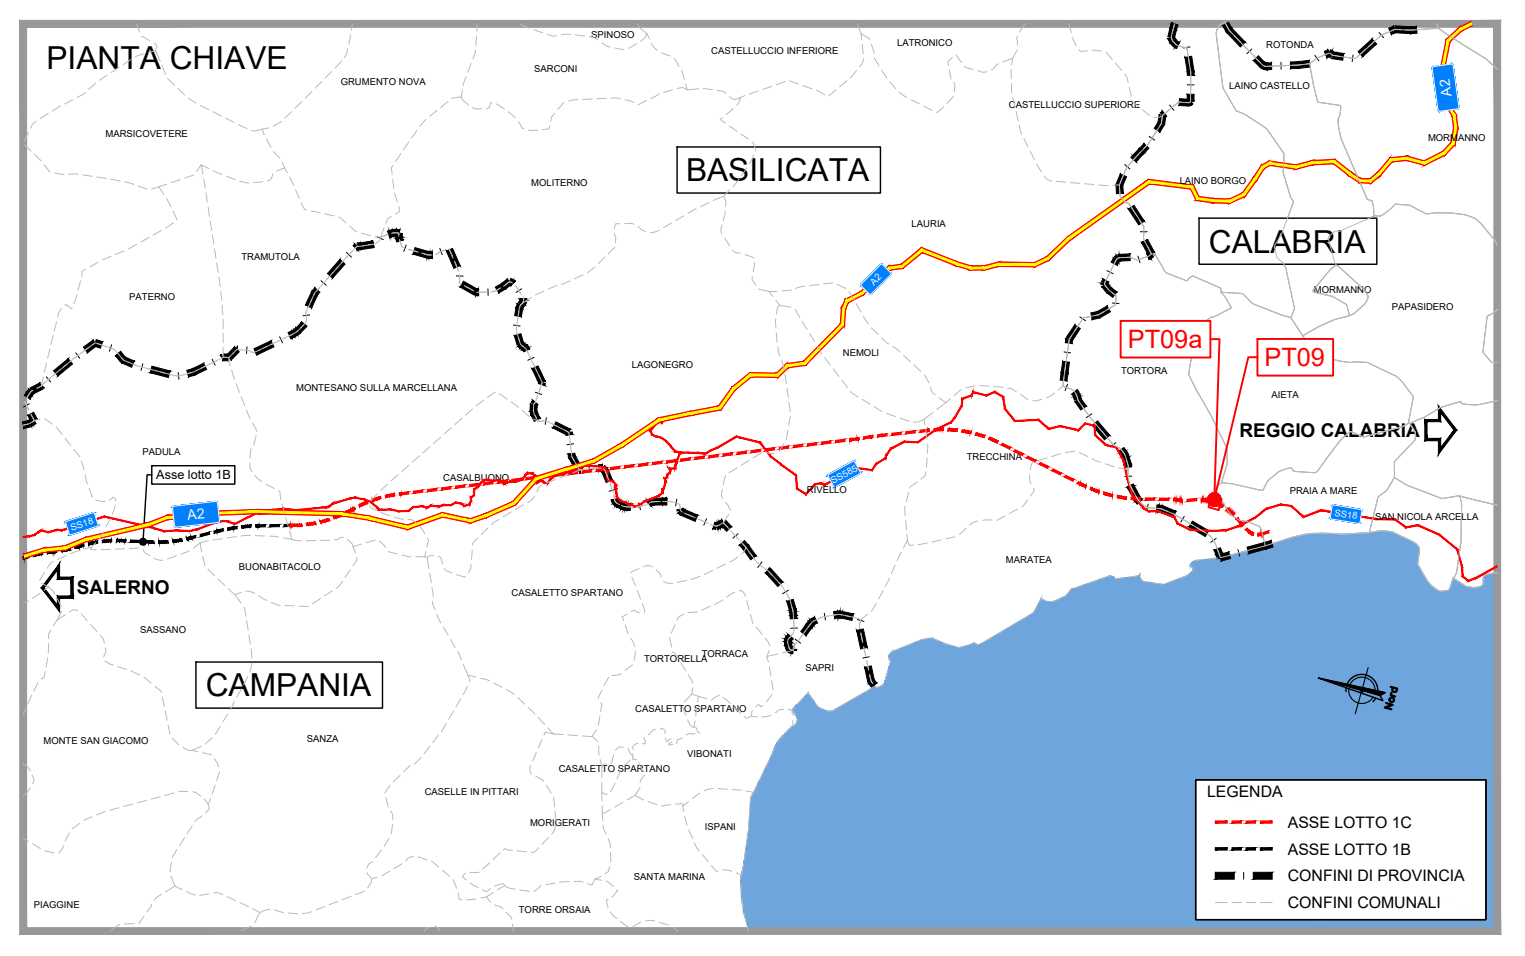 PIANTA CHIAVE
SPINOSO
LATRONICO
ROTONDA
CASTELLUCCIO INFERIORE
SARCONI
GRUMENTO NOVA
LAINO CASTELLO
A2
CASTELLUCCIO SUPERIORE
MARSICOVETERE
MORMANNO
BASILICATA
MOLITERNO
LAINO BORGO
LAURIA
CALABRIA
TRAMUTOLA
A2
MORMANNO
PATERNO
PAPASIDERO
PT09a
PT09
NEMOLI
LAGONEGRO
TORTORA
MONTESANO SULLA MARCELLANA
AIETA
REGGIO CALABRIA
PADULA
TRECCHINA
Asse lotto 1B
CASALBUONO
SS585
RIVELLO
PRAIA A MARE
A2
SS18
SS18
SAN NICOLA ARCELLA
MARATEA
BUONABITACOLO
SALERNO
CASALETTO SPARTANO
SASSANO
TORRACA
TORTORELLA
SAPRI
CAMPANIA
Nord
CASALETTO SPARTANO
SANZA
MONTE SAN GIACOMO
VIBONATI
CASALETTO SPARTANO
CASELLE IN PITTARI
LEGENDA
MORIGERATI
ISPANI
ASSE LOTTO 1C
ASSE LOTTO 1B
SANTA MARINA
CONFINI DI PROVINCIA
PIAGGINE
TORRE ORSAIA
CONFINI COMUNALI